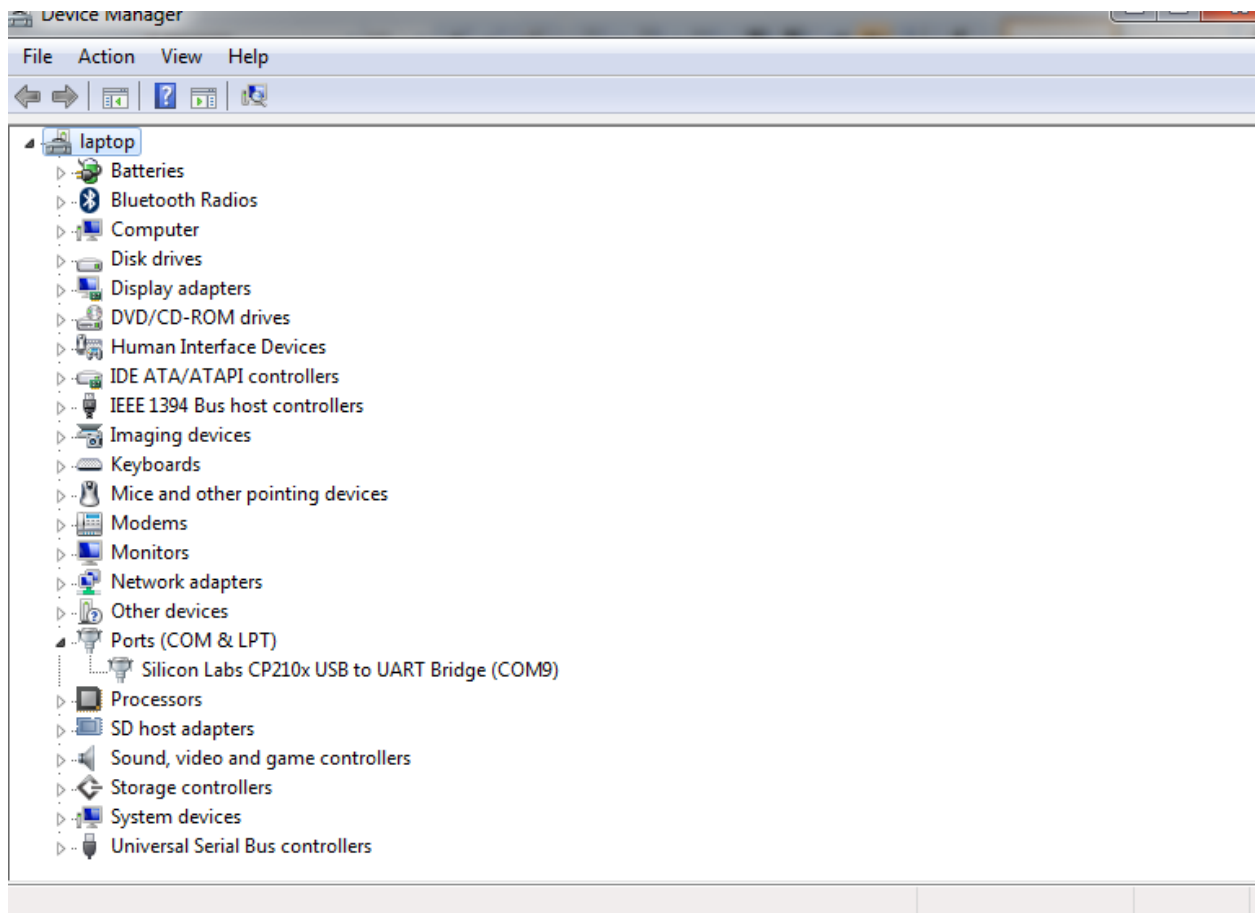 Device Manager
File Action View Help
laptop
Batteries
Bluetooth Radios
Computer
Disk drives
Display adapters
DVD/CD-ROM drives
Human Interface Devices
IDE ATA/ATAPI controllers
IEEE 1394 Bus host controllers
Imaging devices
Keyboards
Mice and other pointing devices
Modems
Monitors
Network adapters
Other devices
Ports (COM & LPT)
Silicon Labs CP210x USB to UART Bridge (COM9)
Processors
SD host adapters
Sound, video and game controllers
Storage controllers
System devices
Universal Serial Bus controllers